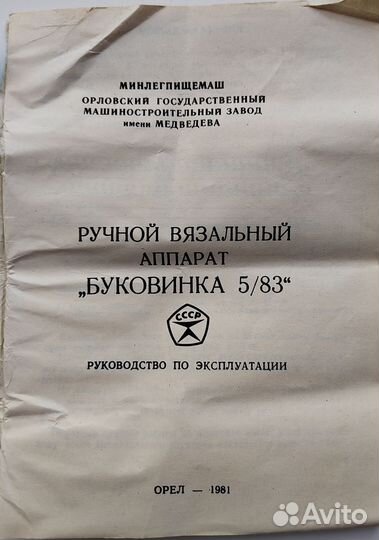 МИНЛЕГПИЩЕМАШ
ОРЛОВСКИЙ ГОСУДАРСТВЕННЫЙ
МАШИНОСТРОИТЕЛЬНЫЙ ЗАВОД
имени МЕДВЕДЕВА
РУЧНОЙ ВЯЗАЛЬНЫЙ
АППАРАТ
„БУКОВИНКА 5/83“
СССР
РУКОВОДСТВО ПО ЭКСПЛУАТАЦИИ
ОРЕЛ — 1981
Avito